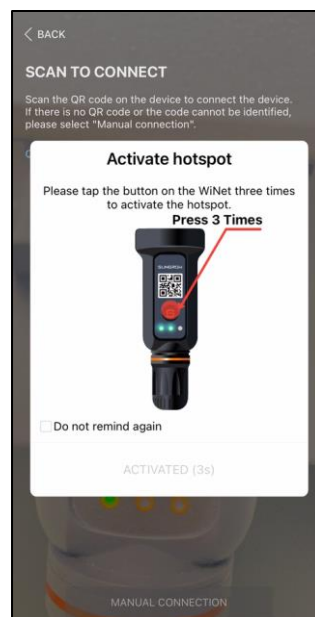 < BACK
SCAN TO CONNECT
Scan the QR code on the device to connect the device.
If there is no QR code or the code cannot be identified,
please select "Manual connection".
Activate hotspot
Please tap the button on the WiNet three times
to activate the hotspot.
Press 3 Times
SUNGROW
Do not remind again
ACTIVATED (3s)
MANUAL CONNECTION